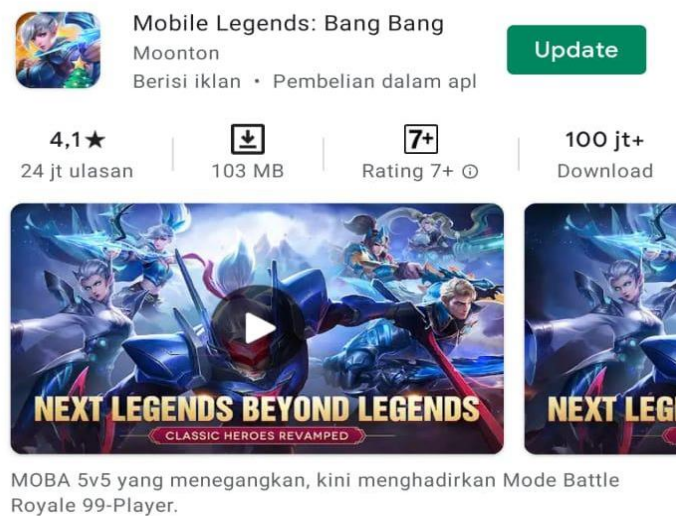 Mobile Legends: Bang Bang
Moonton
Berisi iklan • Pembelian dalam apl
Update
4,1★
24 jt ulasan
103 MB
7+
Rating 7+
100 jt+
Download
NEXT LEGENDS BEYOND LEGENDS
CLASSIC HEROES REVAMPED
NEXT LEG
MOBA 5v5 yang menegangkan, kini menghadirkan Mode Battle
Royale 99-Player.